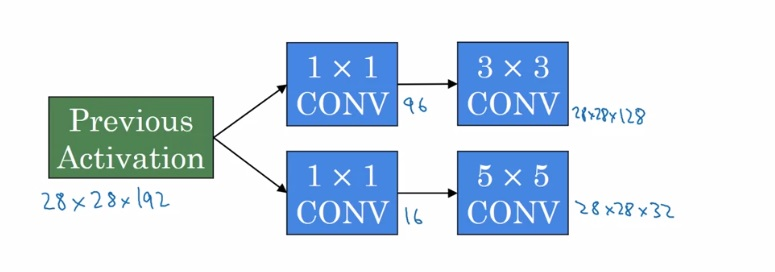 Previous
Activation
28×28×192
1 × 1
CONV
96
3 × 3
CONV
28×28×128
1 × 1
CONV
16
5 × 5
CONV
28×28×32